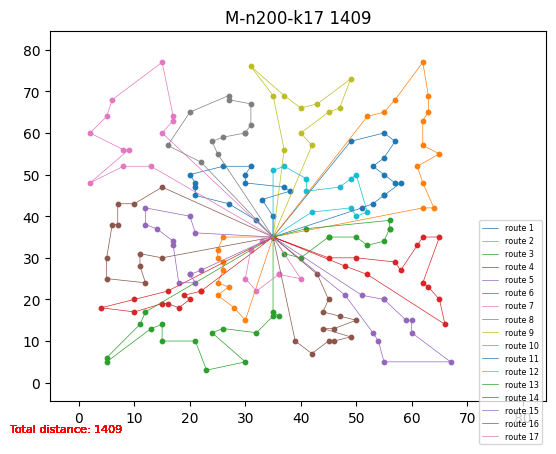 M-n200-k17 1409
80
70
60
50
40
30
20
10
0
0 10 20 30 40 50 60 70 80
route 1
route 2
route 3
route 4
route 5
route 6
route 7
route 8
route 9
route 10
route 11
route 12
route 13
route 14
route 15
route 16
route 17
Total distance: 1409